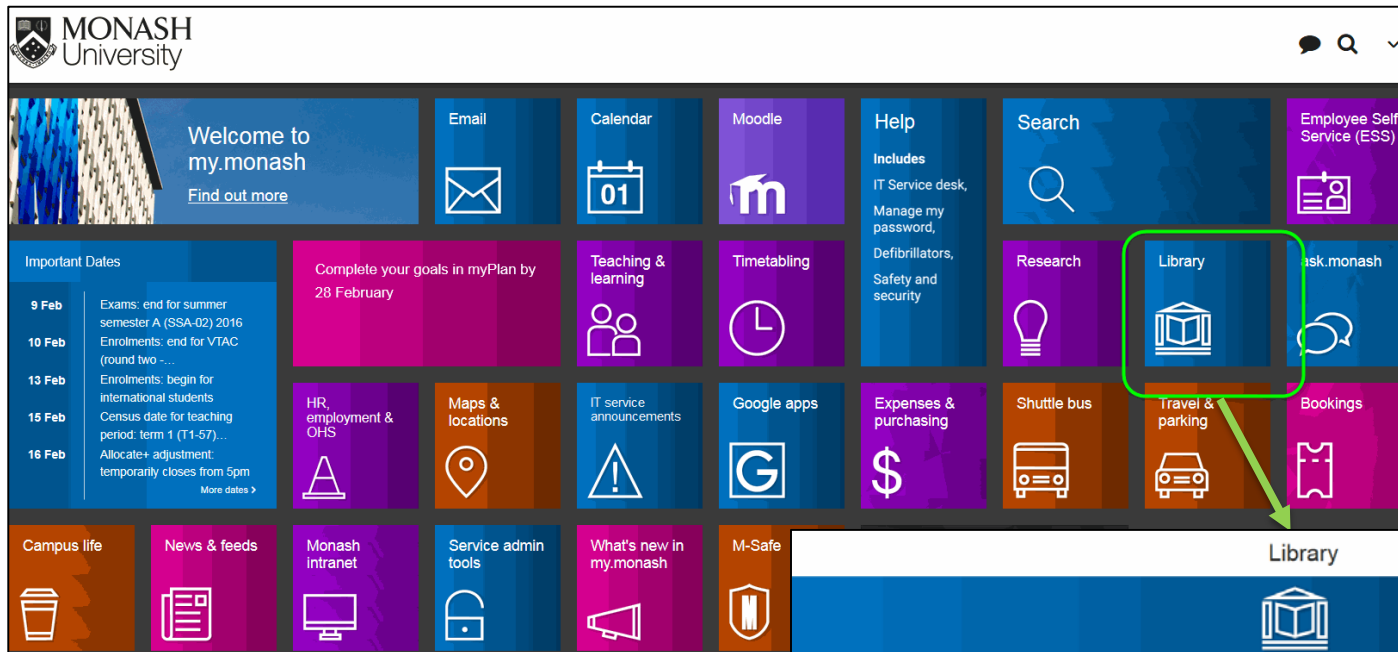 MONASH
University
Welcome to
my.monash
Find out more
Email
Calendar
01
Moodle
m
Help
Includes
IT Service desk,
Manage my
password,
Defibrillators,
Safety and
security
Search
Employee Self
Service (ESS)
Important Dates
9 Feb Exams: end for summer
semester A (SSA-02) 2016
10 Feb Enrolments: end for VTAC
(round two -...
13 Feb Enrolments: begin for
international students
15 Feb Census date for teaching
period: term 1 (T1-57)...
16 Feb Allocate+ adjustment:
temporarily closes from 5pm
More dates >
Complete your goals in myPlan by
28 February
Teaching &
learning
Timetabling
Research
Library
ask.monash
HR,
employment &
OHS
Maps &
locations
IT service
announcements
Google apps
G
Expenses &
purchasing
$
Shuttle bus
Travel &
parking
Bookings
Campus life
News & feeds
Monash
intranet
Service admin
tools
What's new in
my.monash
M-Safe
M
Library